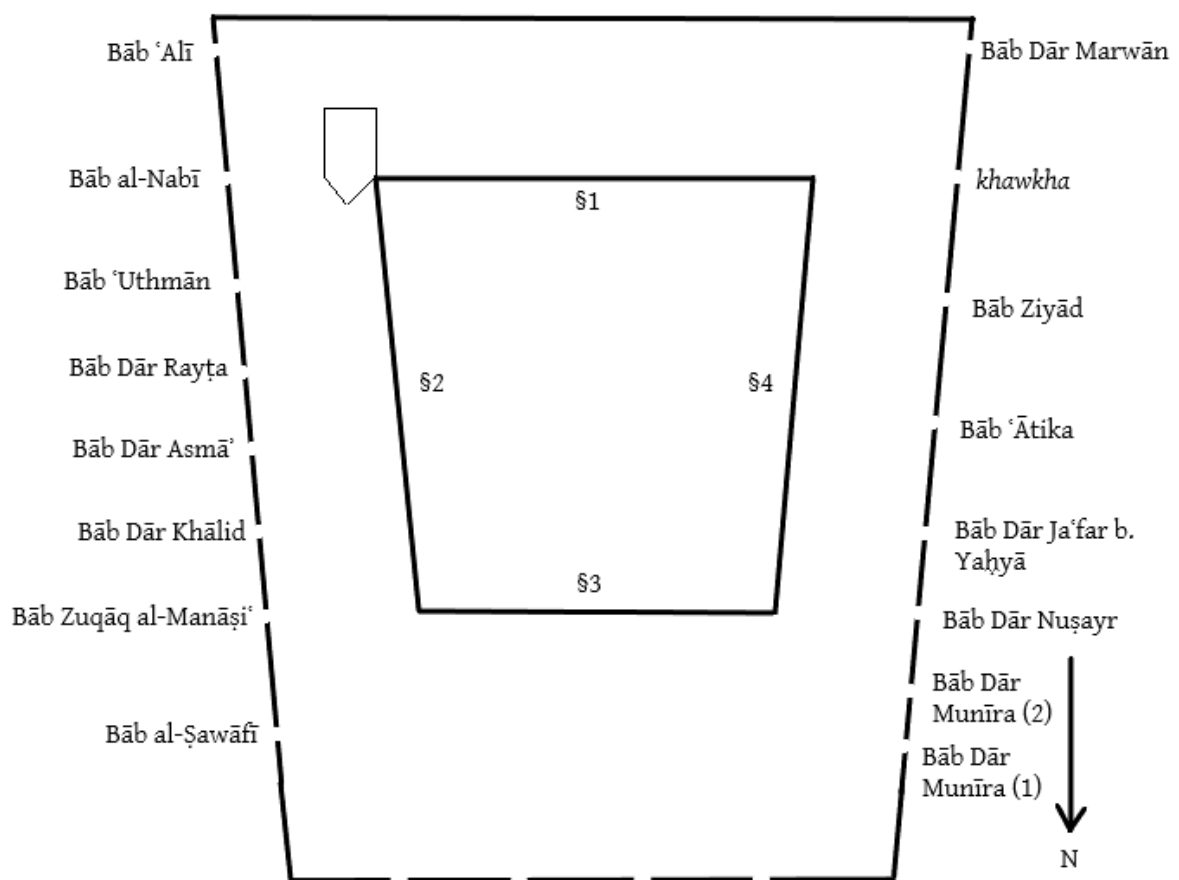 Bāb ʿAlī
Bāb Dār Marwān
Bāb al-Nabī
khawkha
§1
Bāb ʿUthmān
Bāb Ziyād
Bāb Dār Rayṭa
§2
§4
Bāb Dār Asmāʾ
Bāb ʿĀtika
Bāb Dār Khālid
Bāb Dār Jaʿfar b.
Yaḥyā
§3
Bāb Zuqāq al-Manāṣiʿ
Bāb Dār Nuṣayr
Bāb Dār
Munīra (2)
Bāb al-Ṣawāfī
Bāb Dār
Munīra (1)
N